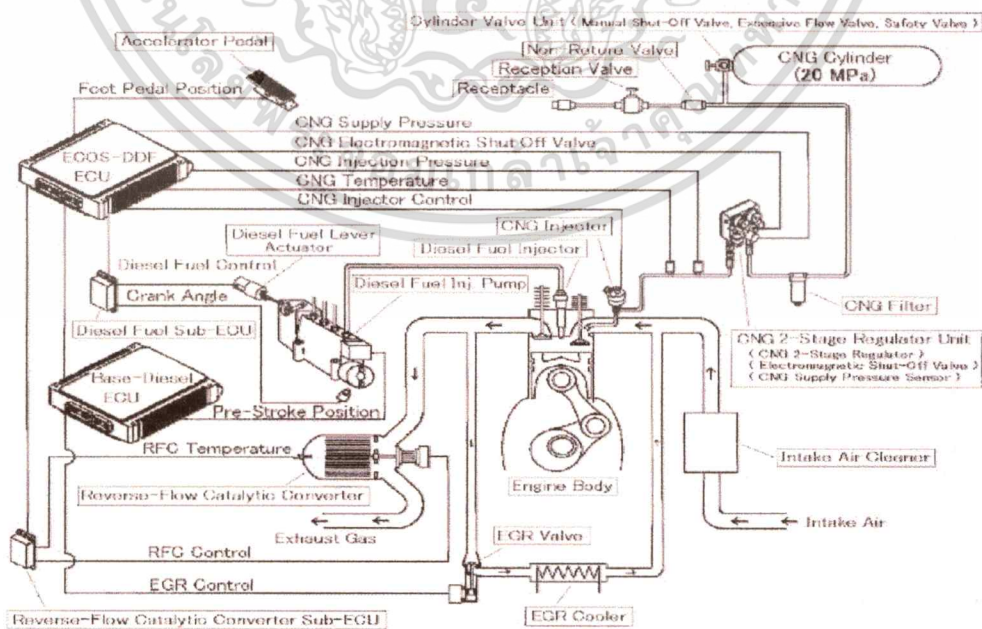 Cylinder Valve Unit ( Manual Shut-Off Valve, Exhensive Flow Valve, Safety Valve )
Accelerator Pedal
Non-Reture Valve
Reception Valve
Receptacle
CNG Cylinder
(20 MPa)
Foot Pedal Position
CNG Supply Pressure
CNG Electromagnetic Shut Off Valve
CNG Injection Pressure
CNG Temperature
CNG Injector Control
ECOS-DDF
ECU
CNG Injector
Diesel Fuel Lever
Actuator
Diesel Fuel Injector
Diesel Fuel Control
Diesel Fuel Inj. Pump
Crank Angle
CNG Filter
Diesel Fuel Sub-ECU
CNG 2-Stage Regulator Unit
( CNG 2-Stage Regulator )
( Electromagnetic Shut-Off Valve )
( CNG Supply Pressure Sensor )
Base-Diesel
ECU
Pre-Stroke Position
RFC Temperature
Intake Air Cleaner
Reverse-Flow Catalytic Converter
Engine Body
Intake Air
Exhaust Gas
EGR Valve
RFC Control
EGR Control
EGR Cooler
Reverse-Flow Catalytic Converter Sub-ECU